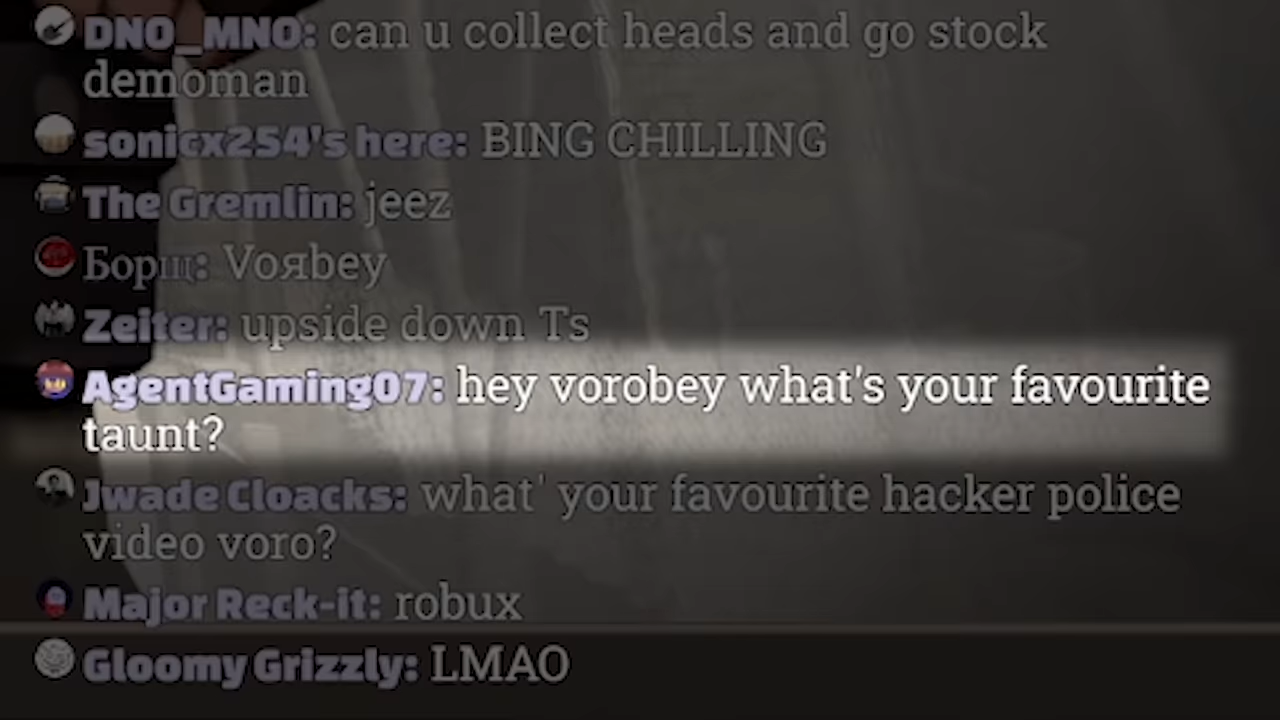 DNO_MNO: can u collect heads and go stock
demoman
sonicx254's here: BING CHILLING
The Gremlin: jeez
Борщ: Voяbey
Zeiter: upside down Ts
AgentGaming07: hey vorobey what's your favourite
taunt?
Jwade Cloacks: what' your favourite hacker police
video voro?
Major Reck-it: robux
Gloomy Grizzly: LMAO